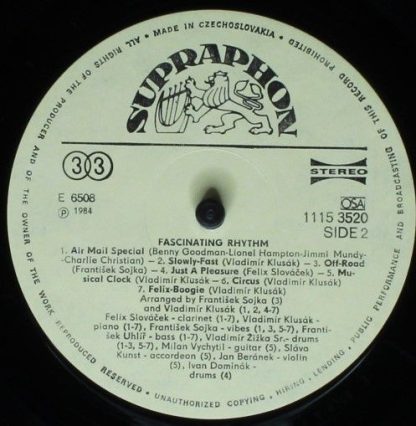 • MADE IN CZECHOSLOVAKIA •
ALL RIGHTS OF THE PRODUCER AND OF THE OWNER OF THE WORK REPRODUCED RESERVED • UNAUTHORIZED COPYING, HIRING, LENDING, PUBLIC PERFORMANCE AND BROADCASTING OF THIS RECORD PROHIBITED
SUPRAPHON
33
STEREO
E 6508
Ⓟ 1984
OSA
1115 3520
SIDE 2
FASCINATING RHYTHM
1. Air Mail Special (Benny Goodman-Lionel Hampton-Jimmi Mundy-
-Charlie Christian) – 2. Slowly-Fast (Vladimír Klusák) – 3. Off-Road
(František Sojka) – 4. Just A Pleasure (Felix Slováček) – 5. Mu-
sical Clock (Vladimír Klusák) – 6. Circus (Vladimír Klusák)
7. Felix-Boogie (Vladimír Klusák)
Arranged by František Sojka (3)
and Vladimír Klusák (1, 2, 4-7)
Felix Slováček - clarinet (1-7), Vladimír Klusák -
piano (1-7), František Sojka - vibes (1, 3, 5-7), Franti-
šek Uhlíř - bass (1-7), Vladimír Žižka Sr.- drums
(1-3, 5-7), Milan Vychytil - guitar (5), Sláva
Kunst - accordeon (5), Jan Beránek - violin
(5), Ivan Dominák -
drums (4)